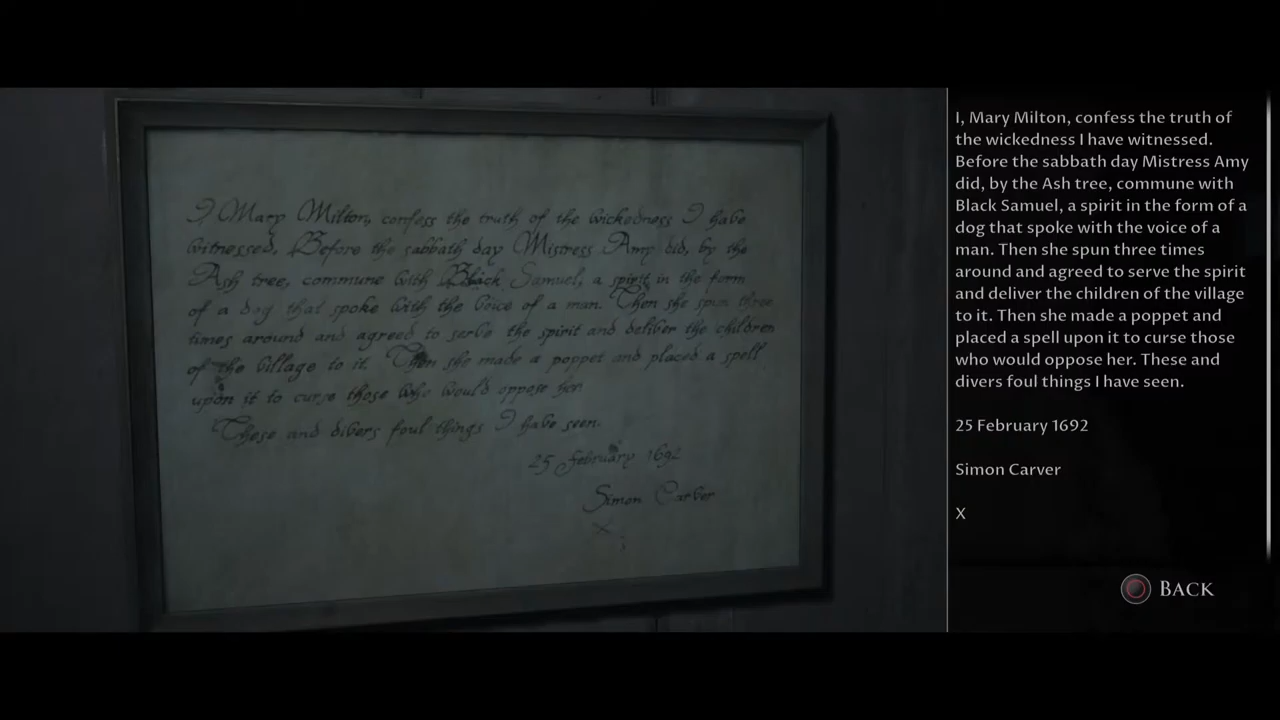 I Mary Milton, confess the truth of the wickedness I have
witnessed. Before the sabbath day Mistress Amy did, by the
Ash tree, commune with Black Samuel, a spirit in the form
of a dog that spoke with the voice of a man. Then she spun three
times around and agreed to serve the spirit and deliver the children
of the village to it. Then she made a poppet and placed a spell
upon it to curse those who would oppose her
These and divers foul things I have seen.
25 February 1692
Simon Carver
X
I, Mary Milton, confess the truth of
the wickedness I have witnessed.
Before the sabbath day Mistress Amy
did, by the Ash tree, commune with
Black Samuel, a spirit in the form of a
dog that spoke with the voice of a
man. Then she spun three times
around and agreed to serve the spirit
and deliver the children of the village
to it. Then she made a poppet and
placed a spell upon it to curse those
who would oppose her. These and
divers foul things I have seen.
25 February 1692
Simon Carver
X
BACK